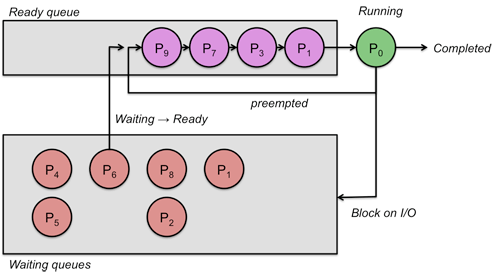 Ready queue
Running
P9 P7 P3 P1 P0
Completed
preempted
Waiting → Ready
P4 P6 P8 P1
P5 P2
Block on I/O
Waiting queues